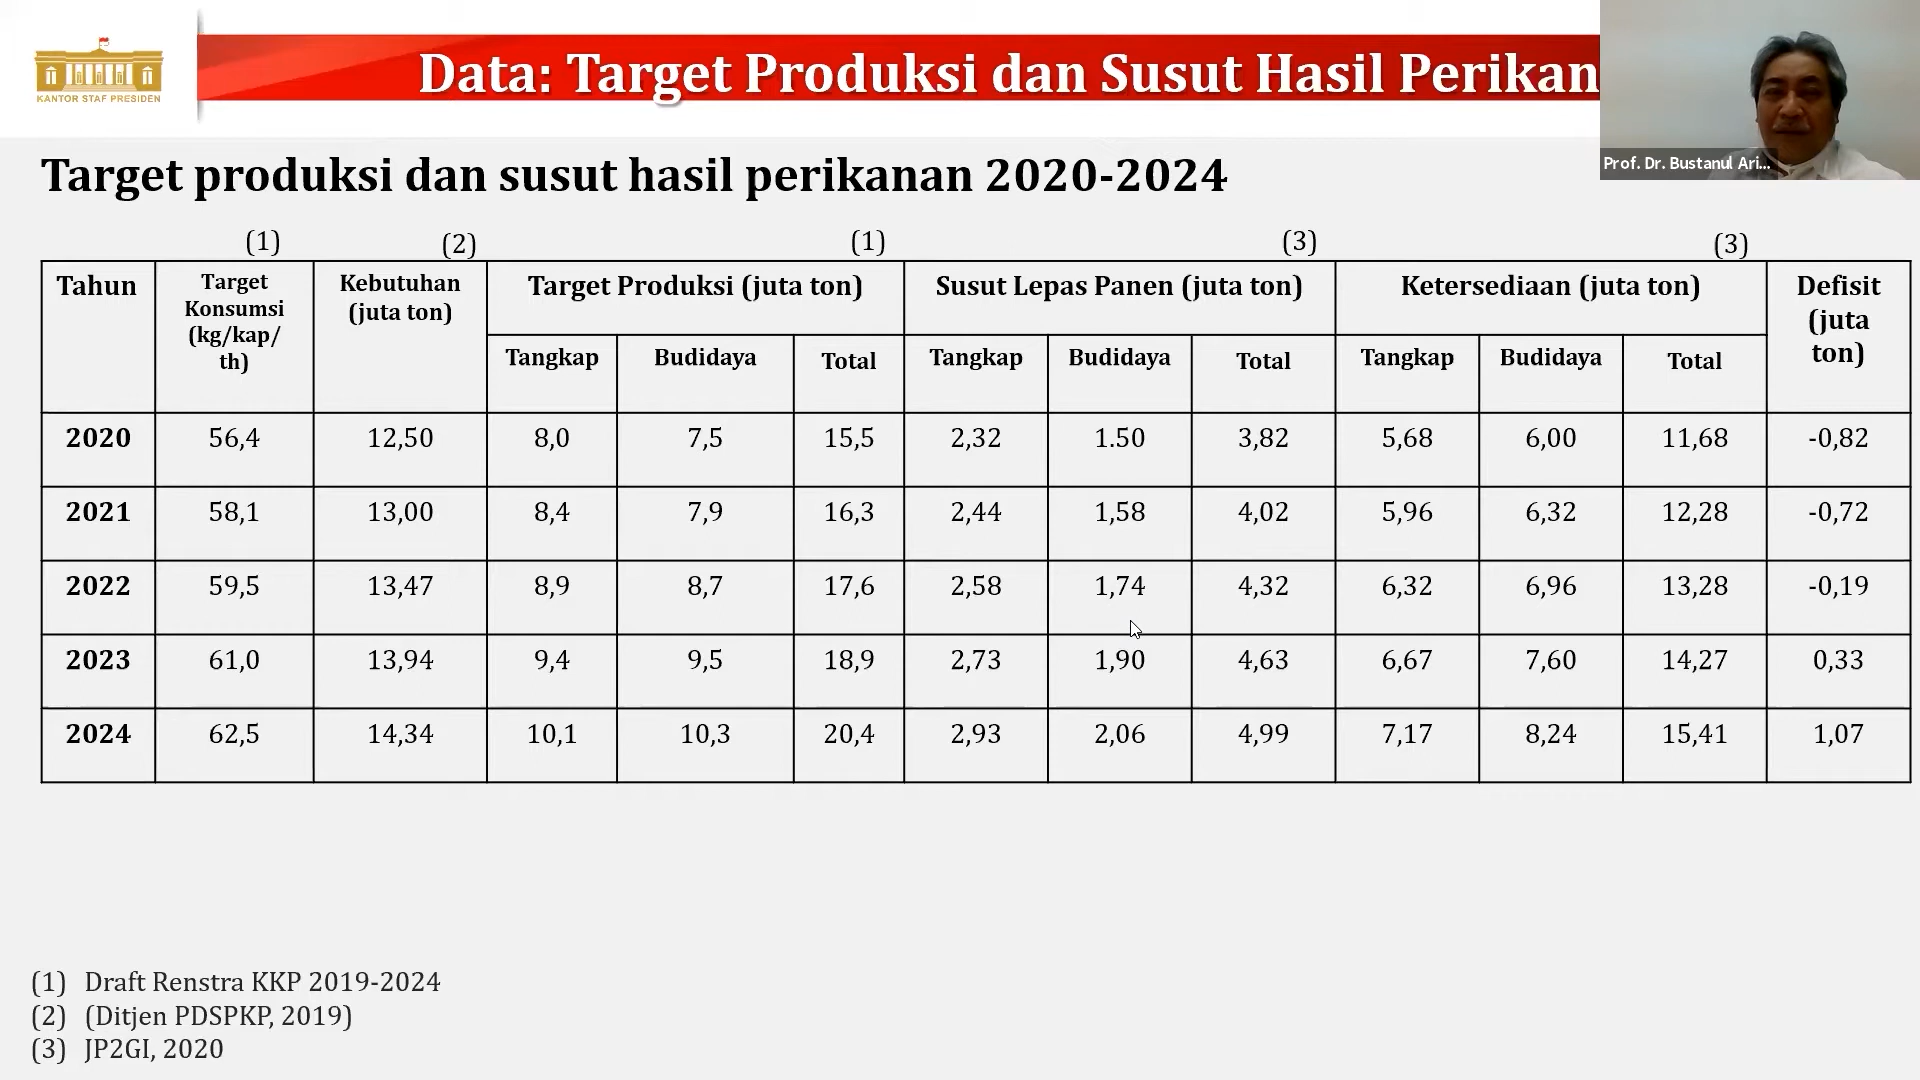 KANTOR STAF PRESIDEN
Data: Target Produksi dan Susut Hasil Perikan
Prof. Dr. Bustanul Ari...
Target produksi dan susut hasil perikanan 2020-2024
(1) (2) (1) (3) (3)
Tahun Target Konsumsi (kg/kap/ th) Kebutuhan (juta ton) Target Produksi (juta ton) Susut Lepas Panen (juta ton) Ketersediaan (juta ton) Defisit (juta ton)
Tangkap Budidaya Total Tangkap Budidaya Total Tangkap Budidaya Total
2020 56,4 12,50 8,0 7,5 15,5 2,32 1.50 3,82 5,68 6,00 11,68 -0,82
2021 58,1 13,00 8,4 7,9 16,3 2,44 1,58 4,02 5,96 6,32 12,28 -0,72
2022 59,5 13,47 8,9 8,7 17,6 2,58 1,74 4,32 6,32 6,96 13,28 -0,19
2023 61,0 13,94 9,4 9,5 18,9 2,73 1,90 4,63 6,67 7,60 14,27 0,33
2024 62,5 14,34 10,1 10,3 20,4 2,93 2,06 4,99 7,17 8,24 15,41 1,07
(1) Draft Renstra KKP 2019-2024
(2) (Ditjen PDSPKP, 2019)
(3) JP2GI, 2020